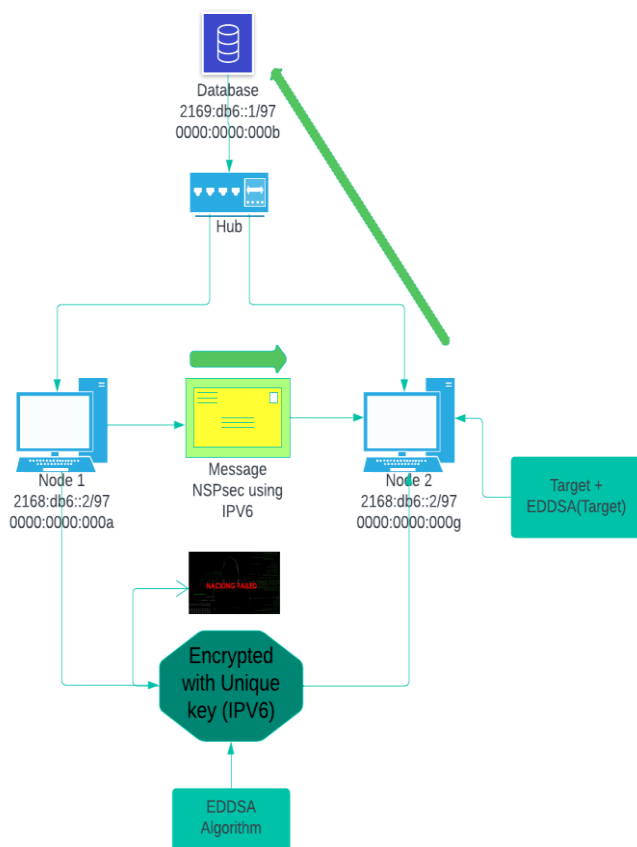 Database
2169:db6::1/97
0000:0000:000b
Hub
Node 1
2168:db6::2/97
0000:0000:000a
Message
NSPsec using
IPV6
Node 2
2168:db6::2/97
0000:0000:000g
Target +
EDDSA(Target)
HACKING FAILED
Encrypted
with Unique
key (IPV6)
EDDSA
Algorithm